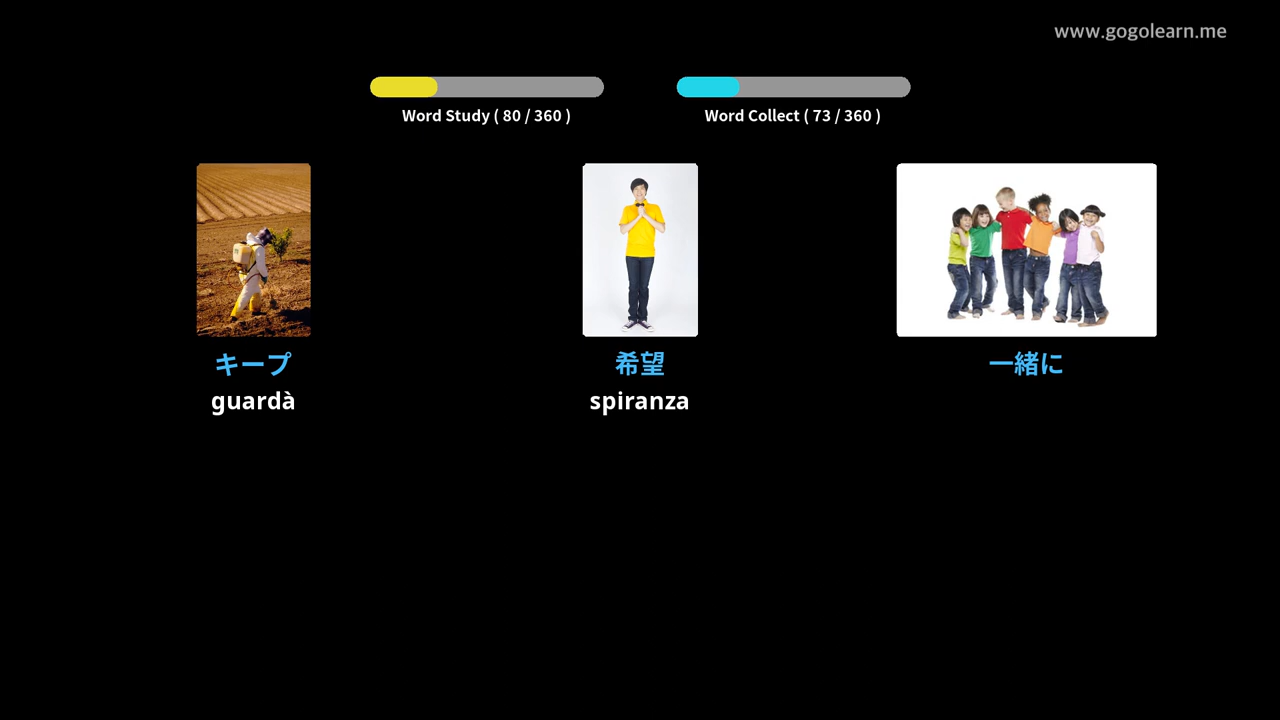 www.gogolearn.me
Word Study ( 80 / 360 )
Word Collect ( 73 / 360 )
キープ
guardà
希望
spiranza
一緒に